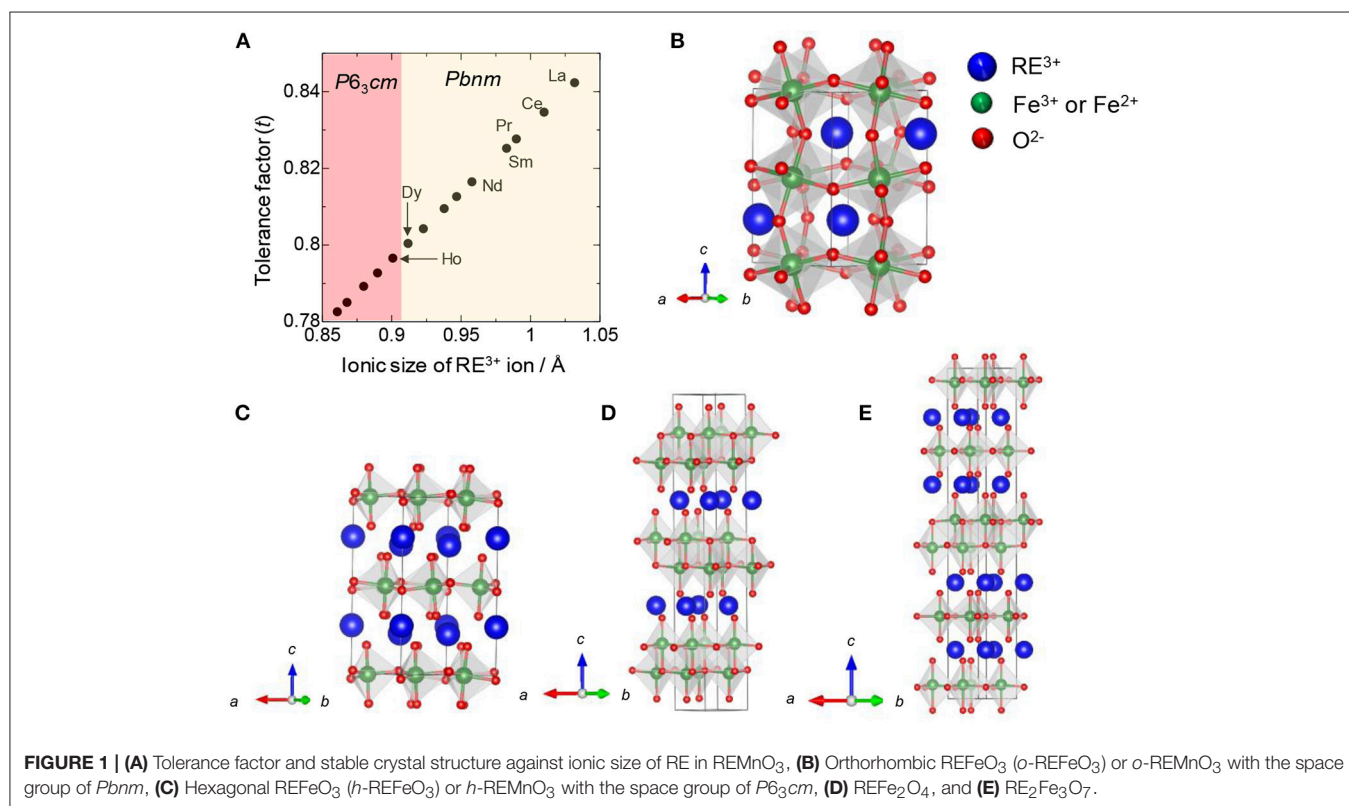 A
P6₃cm
Pbnm
La
Ce
Pr
Sm
Nd
Dy
Ho
0.84
0.82
0.8
0.78
Tolerance factor (t)
0.85 0.9 0.95 1 1.05
Ionic size of RE³⁺ ion / Å
B
RE³⁺
Fe³⁺ or Fe²⁺
O²⁻
c
a b
C
c
a b
D
c
a b
E
c
a b
FIGURE 1 | (A) Tolerance factor and stable crystal structure against ionic size of RE in REMnO₃, (B) Orthorhombic REFeO₃ (o-REFeO₃) or o-REMnO₃ with the space
group of Pbnm, (C) Hexagonal REFeO₃ (h-REFeO₃) or h-REMnO₃ with the space group of P6₃cm, (D) REFe₂O₄, and (E) RE₂Fe₃O₇.